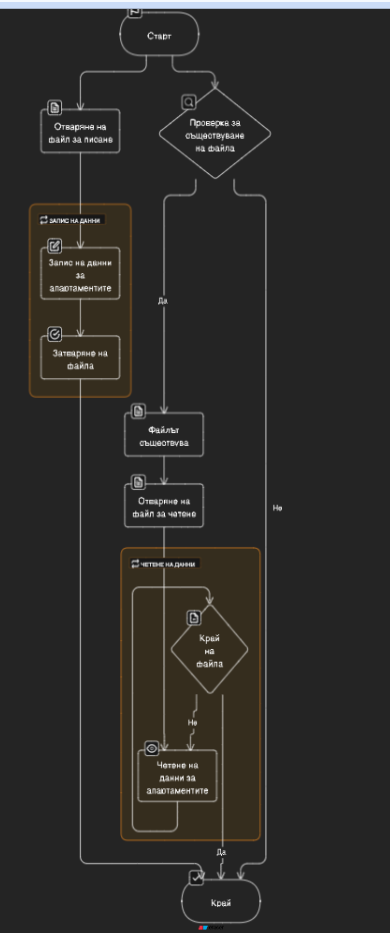 Старт
Отваряне на
файл за писане
Проверка за
съществуване
на файла
ЗАПИС НА ДАННИ
Запис на данни
за
апартаментите
Затваряне на
файла
Да
Файлът
съществува
Отваряне на
файл за четене
Не
ЧЕТЕНЕ НА ДАННИ
Край
на
файла
Не
Четене на
данни за
апартаментите
Да
Край